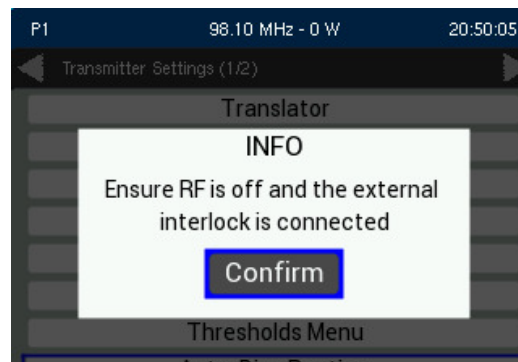 P1 98.10 MHz - 0 W 20:50:05
Transmitter Settings (1/2)
Translator
INFO
Ensure RF is off and the external
interlock is connected
Confirm
Thresholds Menu